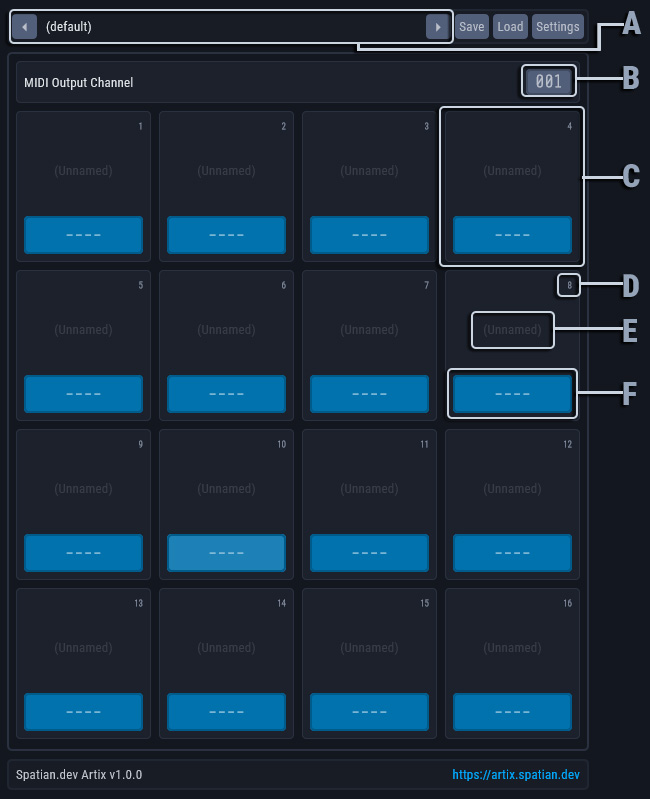 (default) Save Load Settings A
MIDI Output Channel 001 B
1 2 3 4
(Unnamed) (Unnamed) (Unnamed) (Unnamed) C
---- ---- ---- ----
5 6 7 8 D
(Unnamed) (Unnamed) (Unnamed) (Unnamed) E
---- ---- ---- ---- F
9 10 11 12
(Unnamed) (Unnamed) (Unnamed) (Unnamed)
---- ---- ---- ----
13 14 15 16
(Unnamed) (Unnamed) (Unnamed) (Unnamed)
---- ---- ---- ----
Spatian.dev Artix v1.0.0 https://artix.spatian.dev